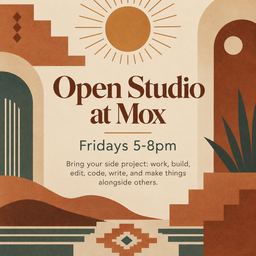 Open Studio
at Mox
Fridays 5-8pm
Bring your side project: work, build,
edit, code, write, and make things
alongside others.